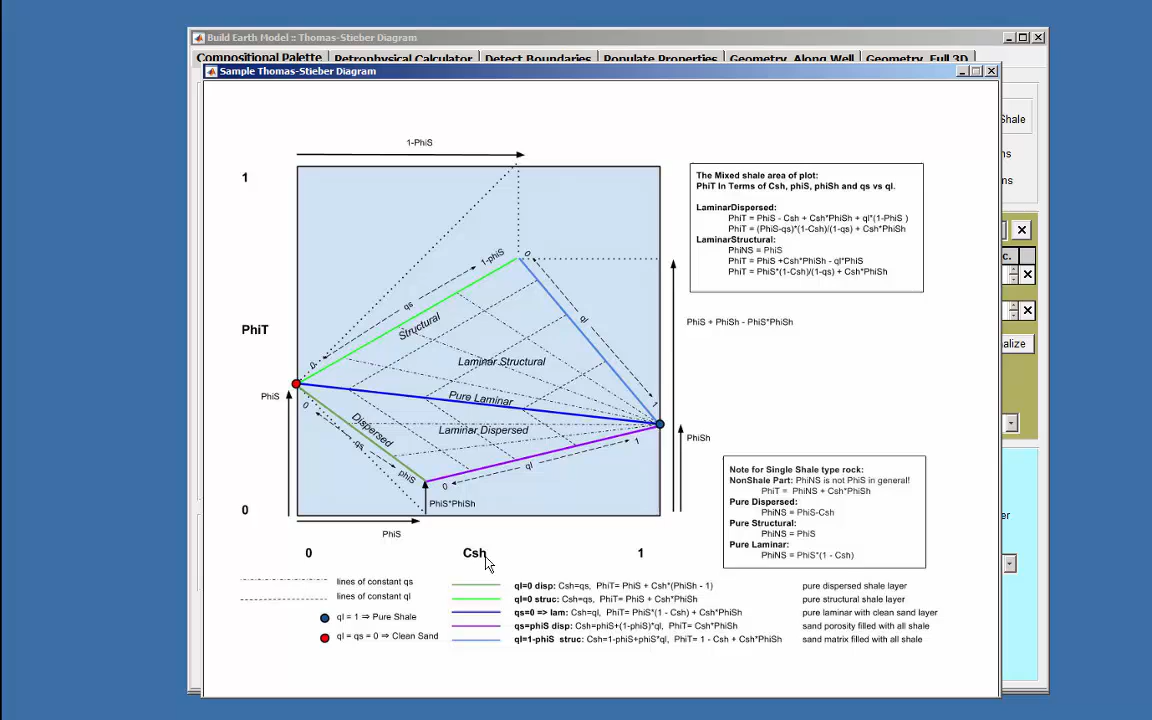 Build Earth Model :: Thomas-Stieber Diagram
Compositional Palette Petrophysical Calculator Detect Boundaries Populate Properties Geometry, Along Well Geometry, Full 3D
Sample Thomas-Stieber Diagram
Shale
ns
ns
c.
alize
er
1-PhiS
1
PhiT
0
PhiS
0
1-phiS
qs
0
Structural
0
ql
1
Laminar Structural
Pure Laminar
Laminar Dispersed
Dispersed
0
qs
phiS
0
ql
1
PhiS*PhiSh
PhiS
PhiS + PhiSh - PhiS*PhiSh
PhiSh
0
Csh
1
The Mixed shale area of plot:
PhiT In Terms of Csh, phiS, phiSh and qs vs ql.
LaminarDispersed:
PhiT = PhiS - Csh + Csh*PhiSh + ql*(1-PhiS )
PhiT = (PhiS-qs)*(1-Csh)/(1-qs) + Csh*PhiSh
LaminarStructural:
PhiNS = PhiS
PhiT = PhiS +Csh*PhiSh - ql*PhiS
PhiT = PhiS*(1-Csh)/(1-qs) + Csh*PhiSh
Note for Single Shale type rock:
NonShale Part: PhiNS is not PhiS in general!
PhiT = PhiNS + Csh*PhiSh
Pure Dispersed:
PhiNS = PhiS-Csh
Pure Structural:
PhiNS = PhiS
Pure Laminar:
PhiNS = PhiS*(1 - Csh)
lines of constant qs
lines of constant ql
ql = 1 ⇒ Pure Shale
ql = qs = 0 ⇒ Clean Sand
ql=0 disp: Csh=qs, PhiT= PhiS + Csh*(PhiSh - 1) pure dispersed shale layer
ql=0 struc: Csh=qs, PhiT= PhiS + Csh*PhiSh pure structural shale layer
qs=0 => lam: Csh=ql, PhiT= PhiS*(1 - Csh) + Csh*PhiSh pure laminar with clean sand layer
qs=phiS disp: Csh=phiS+(1-phiS)*ql, PhiT= Csh*PhiSh sand porosity filled with all shale
ql=1-phiS struc: Csh=1-phiS+phiS*ql, PhiT= 1 - Csh + Csh*PhiSh sand matrix filled with all shale